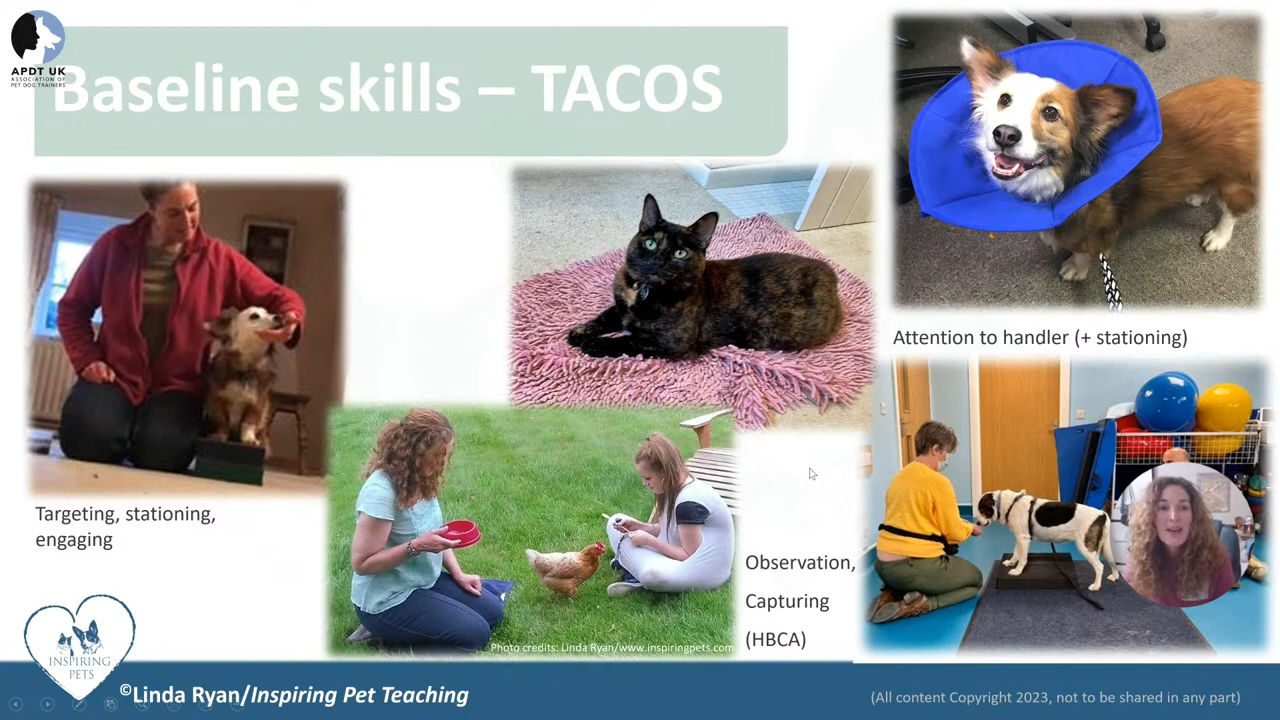 APDT UK
ASSOCIATION OF
PET DOG TRAINERS
Baseline skills – TACOS
Attention to handler (+ stationing)
Targeting, stationing,
engaging
Observation,
Capturing
(HBCA)
Photo credits: Linda Ryan/www.inspiringpets.com
INSPIRING
PETS
©Linda Ryan/Inspiring Pet Teaching
(All content Copyright 2023, not to be shared in any part)